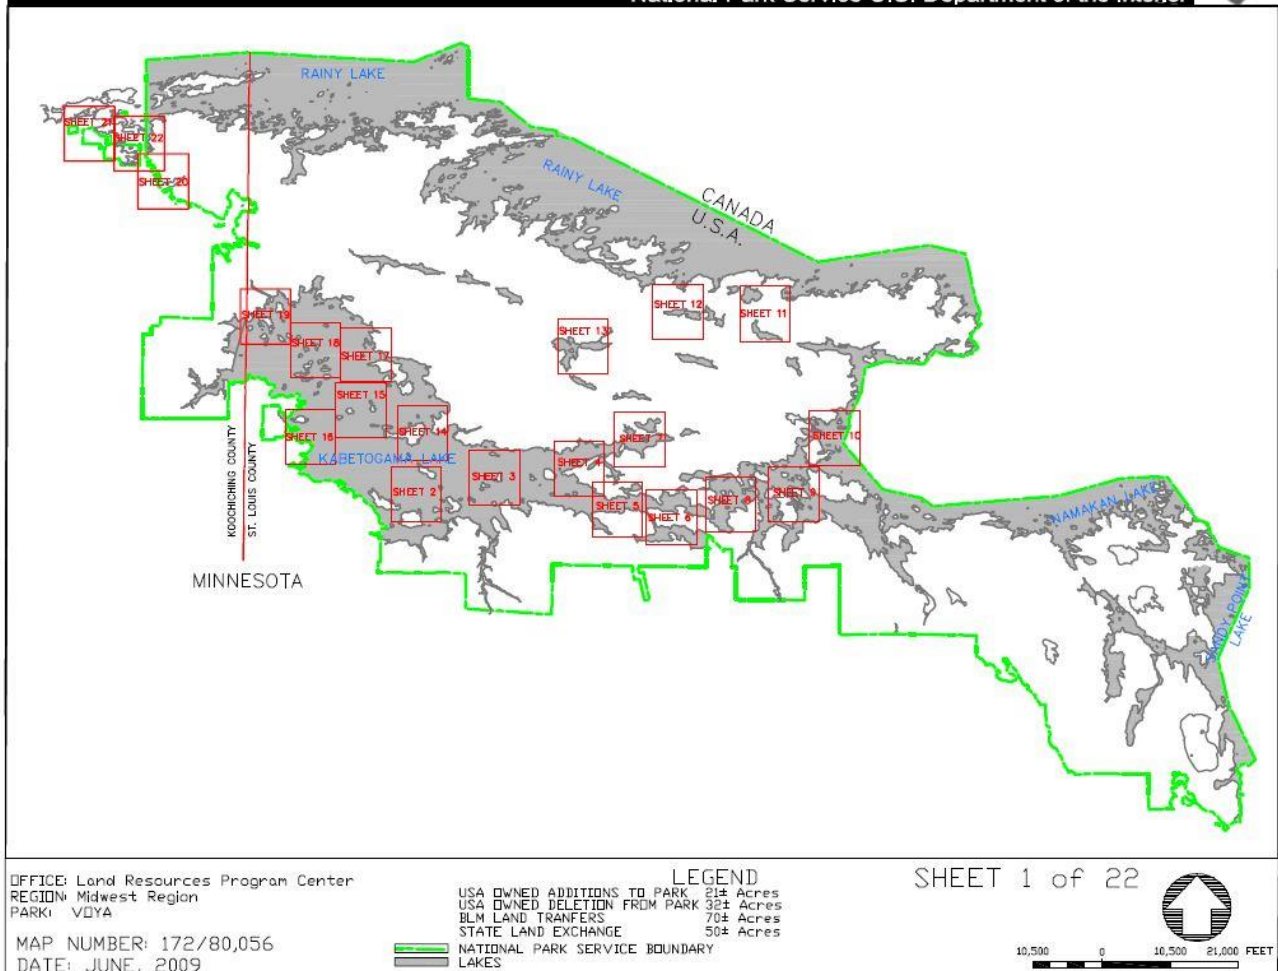 National Park Service U.S. Department of the Interior
RAINY LAKE
SHEET 21
SHEET 22
SHEET 20
RAINY LAKE
CANADA
U.S.A.
SHEET 19
SHEET 18
SHEET 17
SHEET 13
SHEET 12
SHEET 11
SHEET 15
SHEET 16
SHEET 14
SHEET 7
SHEET 10
KABETOGAMA LAKE
SHEET 2
SHEET 3
SHEET 4
SHEET 5
SHEET 6
SHEET 8
SHEET 9
NAMAKAN LAKE
KOOCHICHING COUNTY
ST. LOUIS COUNTY
MINNESOTA
SANDY POINT
LAKE
OFFICE: Land Resources Program Center
REGION: Midwest Region
PARK: VOYA
MAP NUMBER: 172/80,056
DATE: JUNE, 2009
LEGEND
USA OWNED ADDITIONS TO PARK 21± Acres
USA OWNED DELETION FROM PARK 32± Acres
BLM LAND TRANFERS 70± Acres
STATE LAND EXCHANGE 50± Acres
NATIONAL PARK SERVICE BOUNDARY
LAKES
SHEET 1 of 22
10,500 0 10,500 21,000 FEET